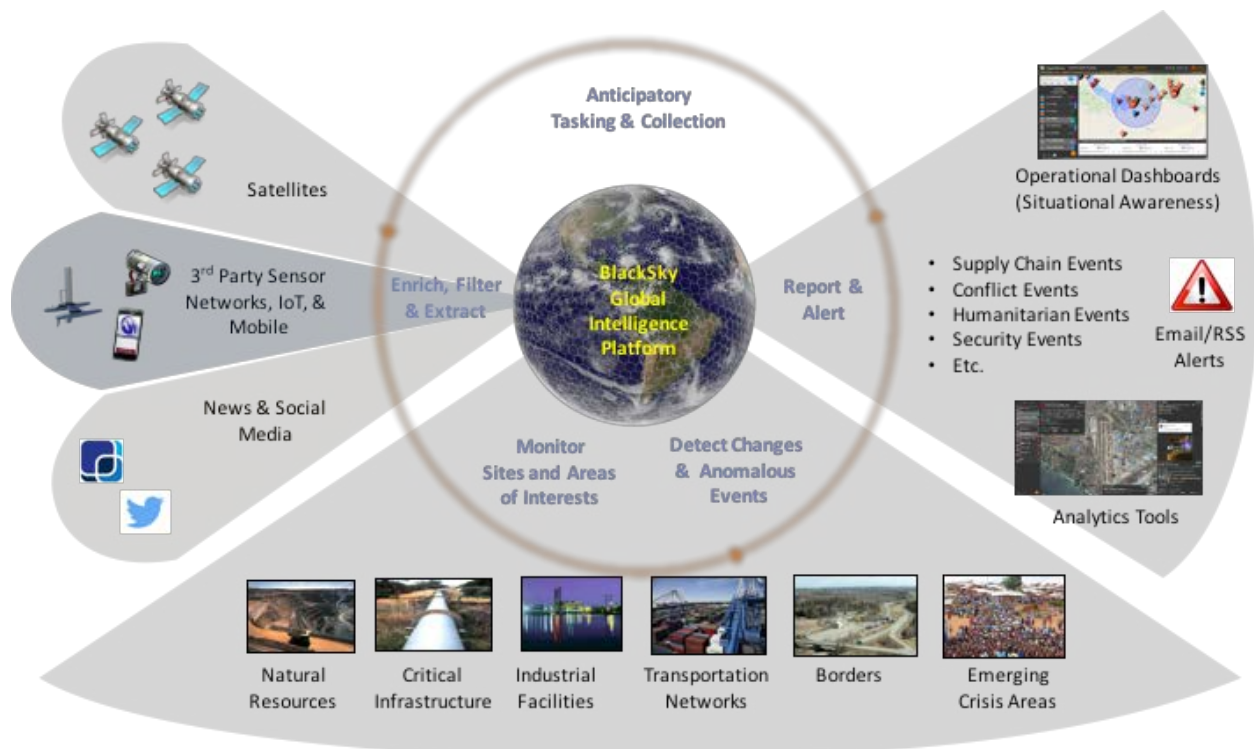 Anticipatory
Tasking & Collection
Satellites
3rd Party Sensor
Networks, IoT, &
Mobile
News & Social
Media
Enrich, Filter
& Extract
BlackSky
Global
Intelligence
Platform
Report &
Alert
Monitor
Sites and Areas
of Interests
Detect Changes
& Anomalous
Events
Operational Dashboards
(Situational Awareness)
• Supply Chain Events
• Conflict Events
• Humanitarian Events
• Security Events
• Etc.
Email/RSS
Alerts
Analytics Tools
Natural
Resources
Critical
Infrastructure
Industrial
Facilities
Transportation
Networks
Borders
Emerging
Crisis Areas